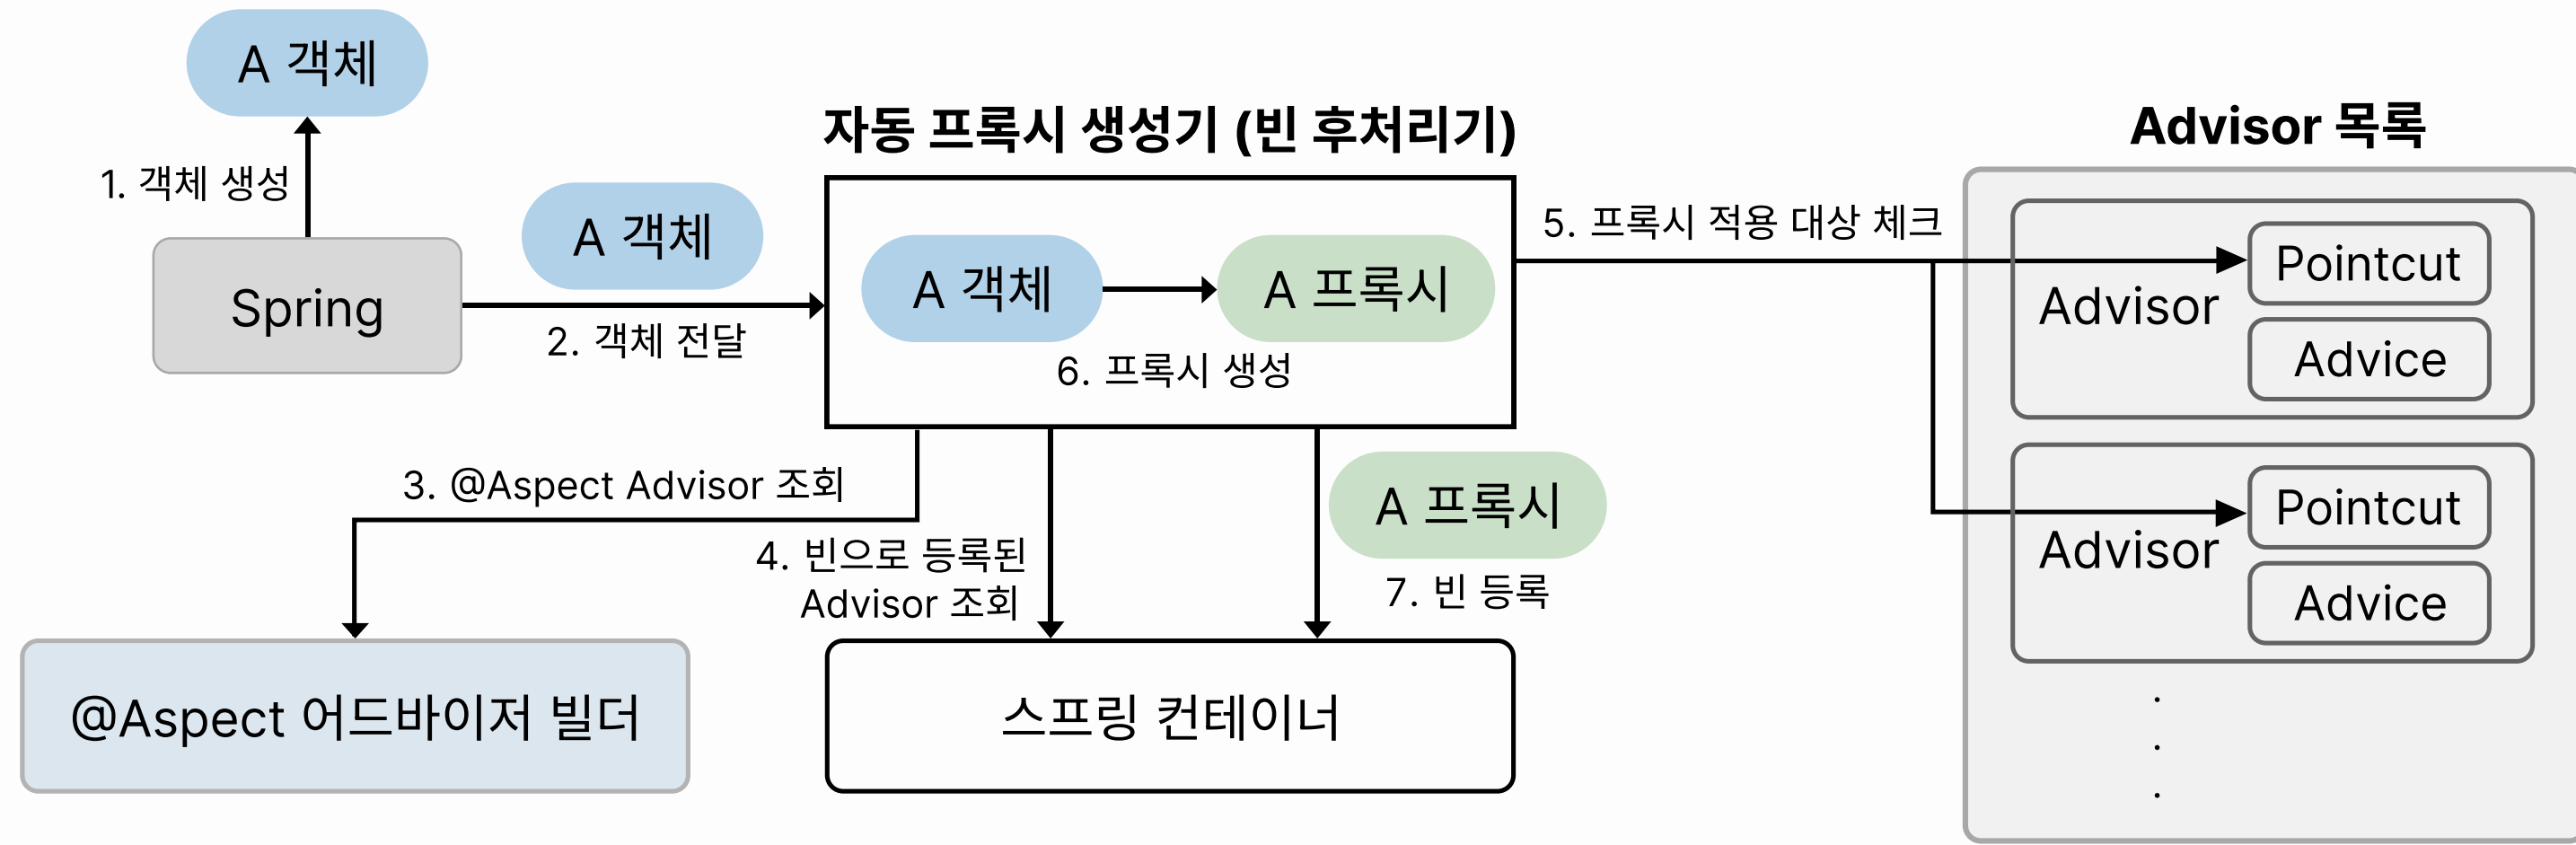 A 객체
1. 객체 생성
Spring
A 객체
2. 객체 전달
자동 프록시 생성기 (빈 후처리기)
A 객체
A 프록시
6. 프록시 생성
3. @Aspect Advisor 조회
4. 빈으로 등록된
Advisor 조회
A 프록시
7. 빈 등록
@Aspect 어드바이저 빌더
스프링 컨테이너
5. 프록시 적용 대상 체크
Advisor 목록
Advisor
Pointcut
Advice
Advisor
Pointcut
Advice
.
.
.